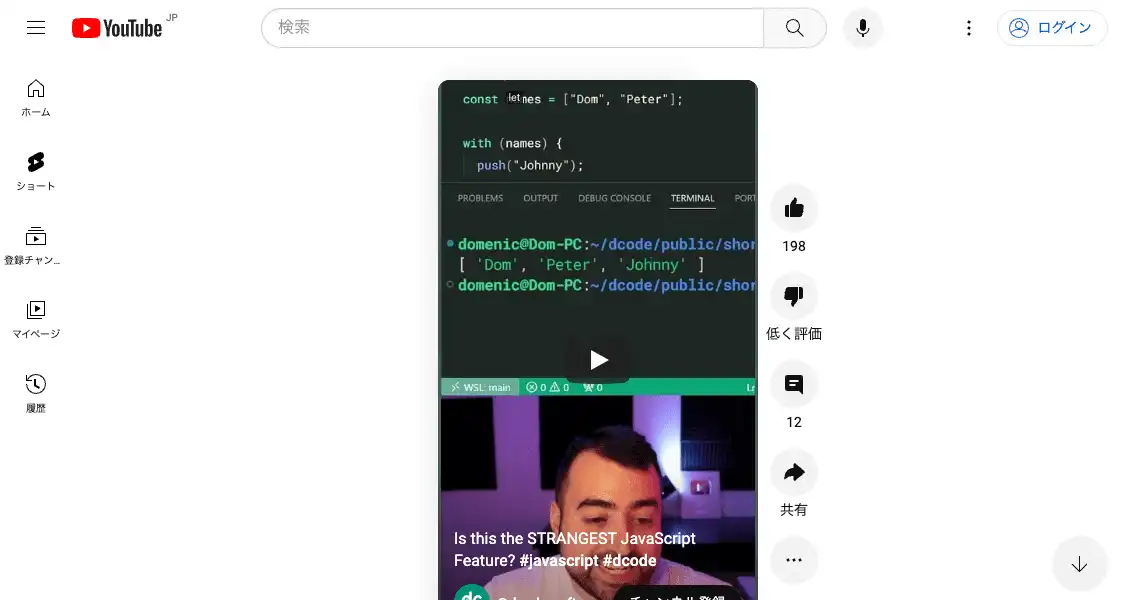 YouTube JP
検索
ログイン
ホーム
ショート
登録チャン...
マイページ
履歴
const names = ["Dom", "Peter"];
let
with (names) {
push("Johnny");
PROBLEMS OUTPUT DEBUG CONSOLE TERMINAL PORT
domenic@Dom-PC:~/dcode/public/shor
[ 'Dom', 'Peter', 'Johnny' ]
domenic@Dom-PC:~/dcode/public/shor
WSL: main 0 0 0 Ln
Is this the STRANGEST JavaScript
Feature? #javascript #dcode
dc
198
低く評価
12
共有